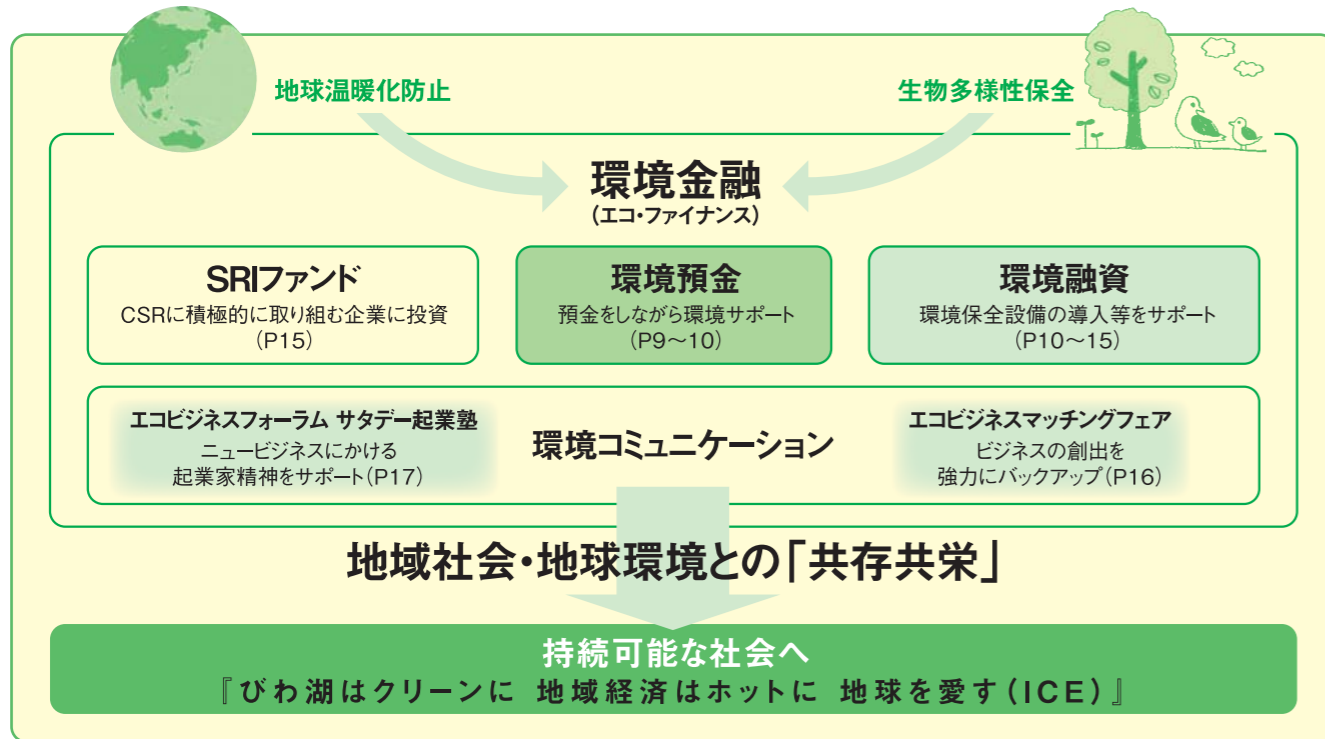 地球温暖化防止
生物多様性保全
環境金融
(エコ・ファイナンス)
SRIファンド
CSRに積極的に取り組む企業に投資
(P15)
環境預金
預金をしながら環境サポート
(P9〜10)
環境融資
環境保全設備の導入等をサポート
(P10〜15)
エコビジネスフォーラム サタデー起業塾
ニュービジネスにかける
起業家精神をサポート(P17)
環境コミュニケーション
エコビジネスマッチングフェア
ビジネスの創出を
強力にバックアップ(P16)
地域社会・地球環境との「共存共栄」
持続可能な社会へ
『びわ湖はクリーンに 地域経済はホットに 地球を愛す(ICE)』